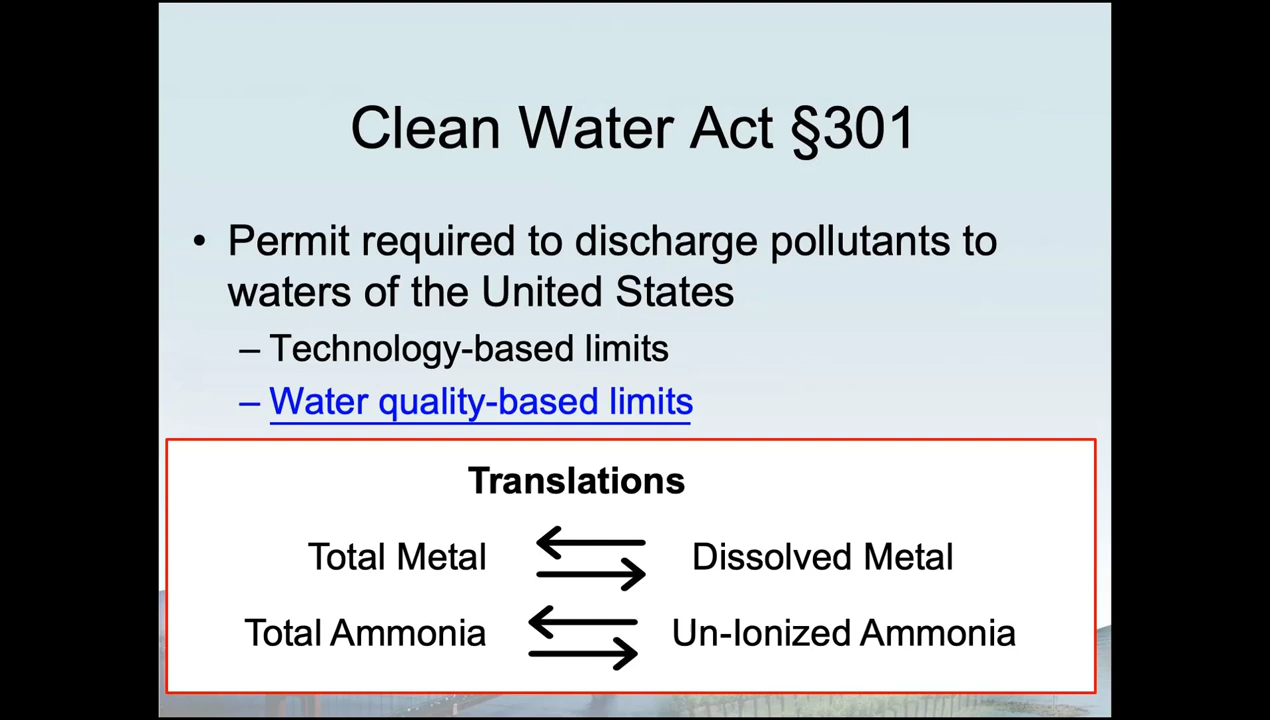 Clean Water Act §301
• Permit required to discharge pollutants to
waters of the United States
– Technology-based limits
– Water quality-based limits
Translations
Total Metal Dissolved Metal
Total Ammonia Un-Ionized Ammonia